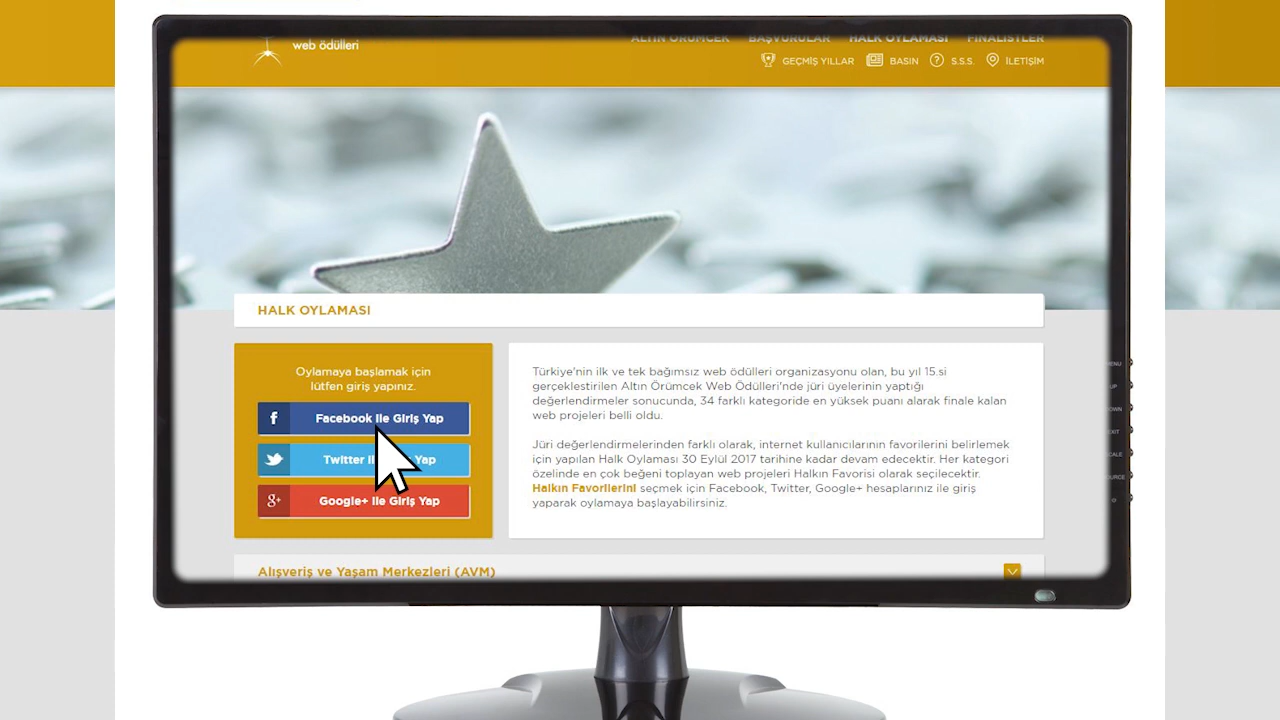 web ödülleri
ALTIN ÖRÜMCEK BAŞVURULAR HALK OYLAMASI FİNALİSTLER
GEÇMİŞ YILLAR BASIN S.S.S. İLETİŞİM
HALK OYLAMASI
Oylamaya başlamak için
lütfen giriş yapınız.
f Facebook ile Giriş Yap
Twitter Yap
g+ Google+ ile Giriş Yap
Türkiye'nin ilk ve tek bağımsız web ödülleri organizasyonu olan, bu yıl 15.si
gerçekleştirilen Altın Örümcek Web Ödülleri'nde jüri üyelerinin yaptığı
değerlendirmeler sonucunda, 34 farklı kategoride en yüksek puanı alarak finale kalan
web projeleri belli oldu.
Jüri değerlendirmelerinden farklı olarak, internet kullanıcılarının favorilerini belirlemek
için yapılan Halk Oylaması 30 Eylül 2017 tarihine kadar devam edecektir. Her kategori
özelinde en çok beğeni toplayan web projeleri Halkın Favorisi olarak seçilecektir.
Halkın Favorilerini seçmek için Facebook, Twitter, Google+ hesaplarınız ile giriş
yaparak oylamaya başlayabilirsiniz.
Alışveriş ve Yaşam Merkezleri (AVM)
MENU
UP
EXIT